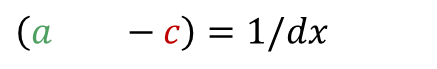 (a − c) = 1/dx